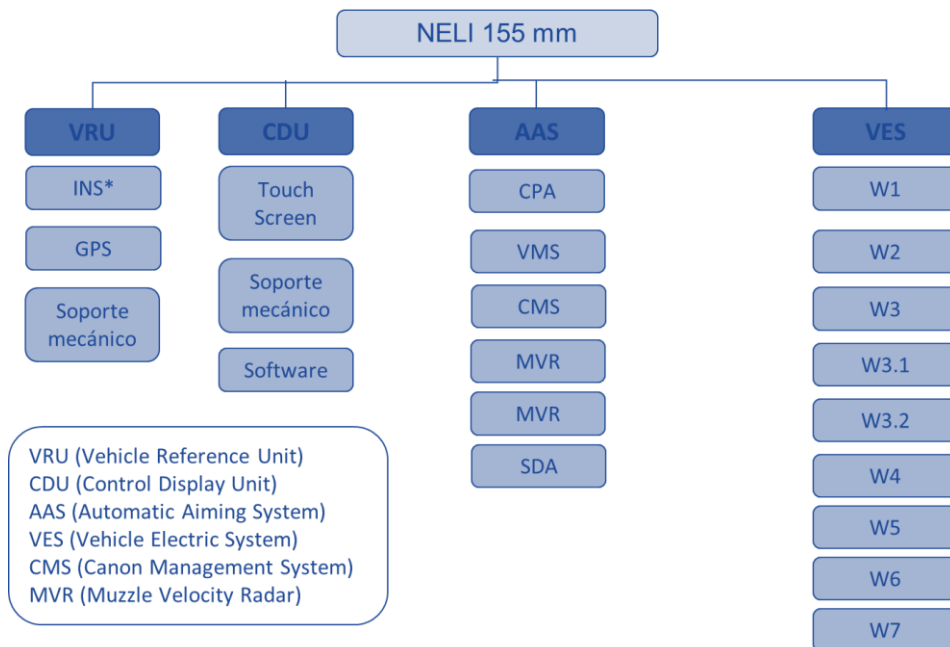 NELI 155 mm
VRU
INS*
GPS
Soporte
mecánico
CDU
Touch
Screen
Soporte
mecánico
Software
AAS
CPA
VMS
CMS
MVR
MVR
SDA
VES
W1
W2
W3
W3.1
W3.2
W4
W5
W6
W7
VRU (Vehicle Reference Unit)
CDU (Control Display Unit)
AAS (Automatic Aiming System)
VES (Vehicle Electric System)
CMS (Canon Management System)
MVR (Muzzle Velocity Radar)